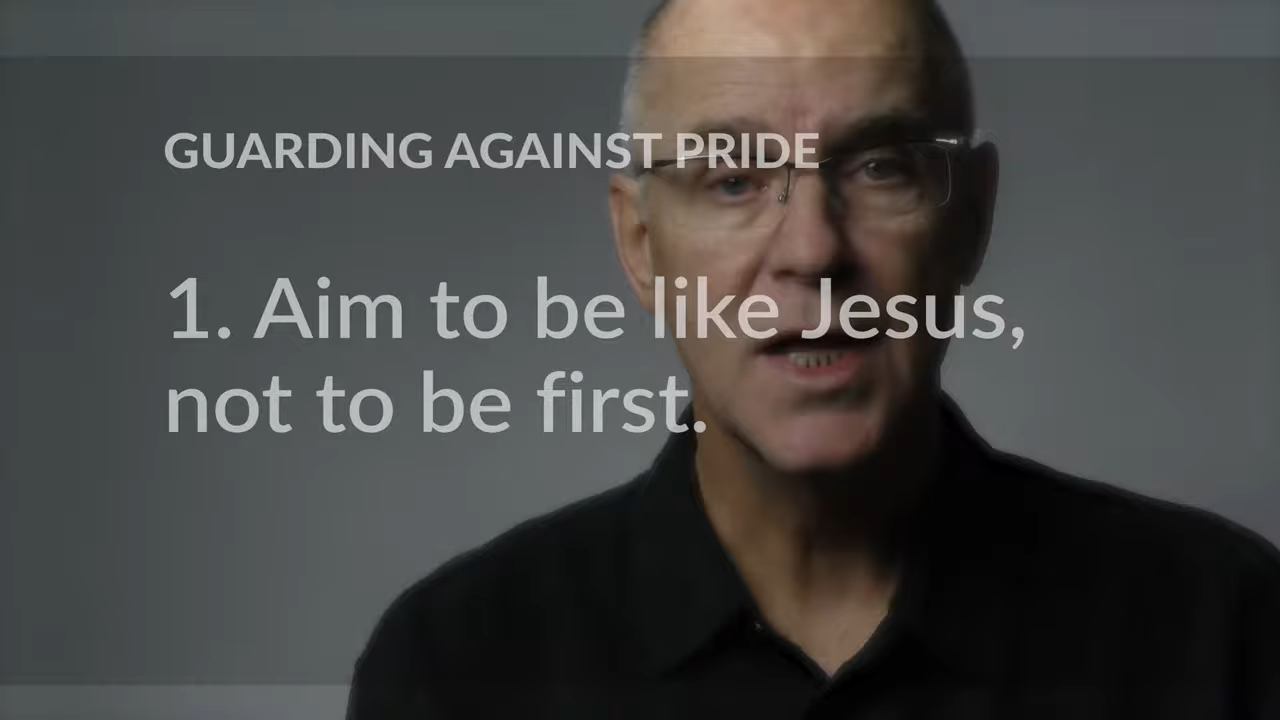 GUARDING AGAINST PRIDE
1. Aim to be like Jesus,
not to be first.